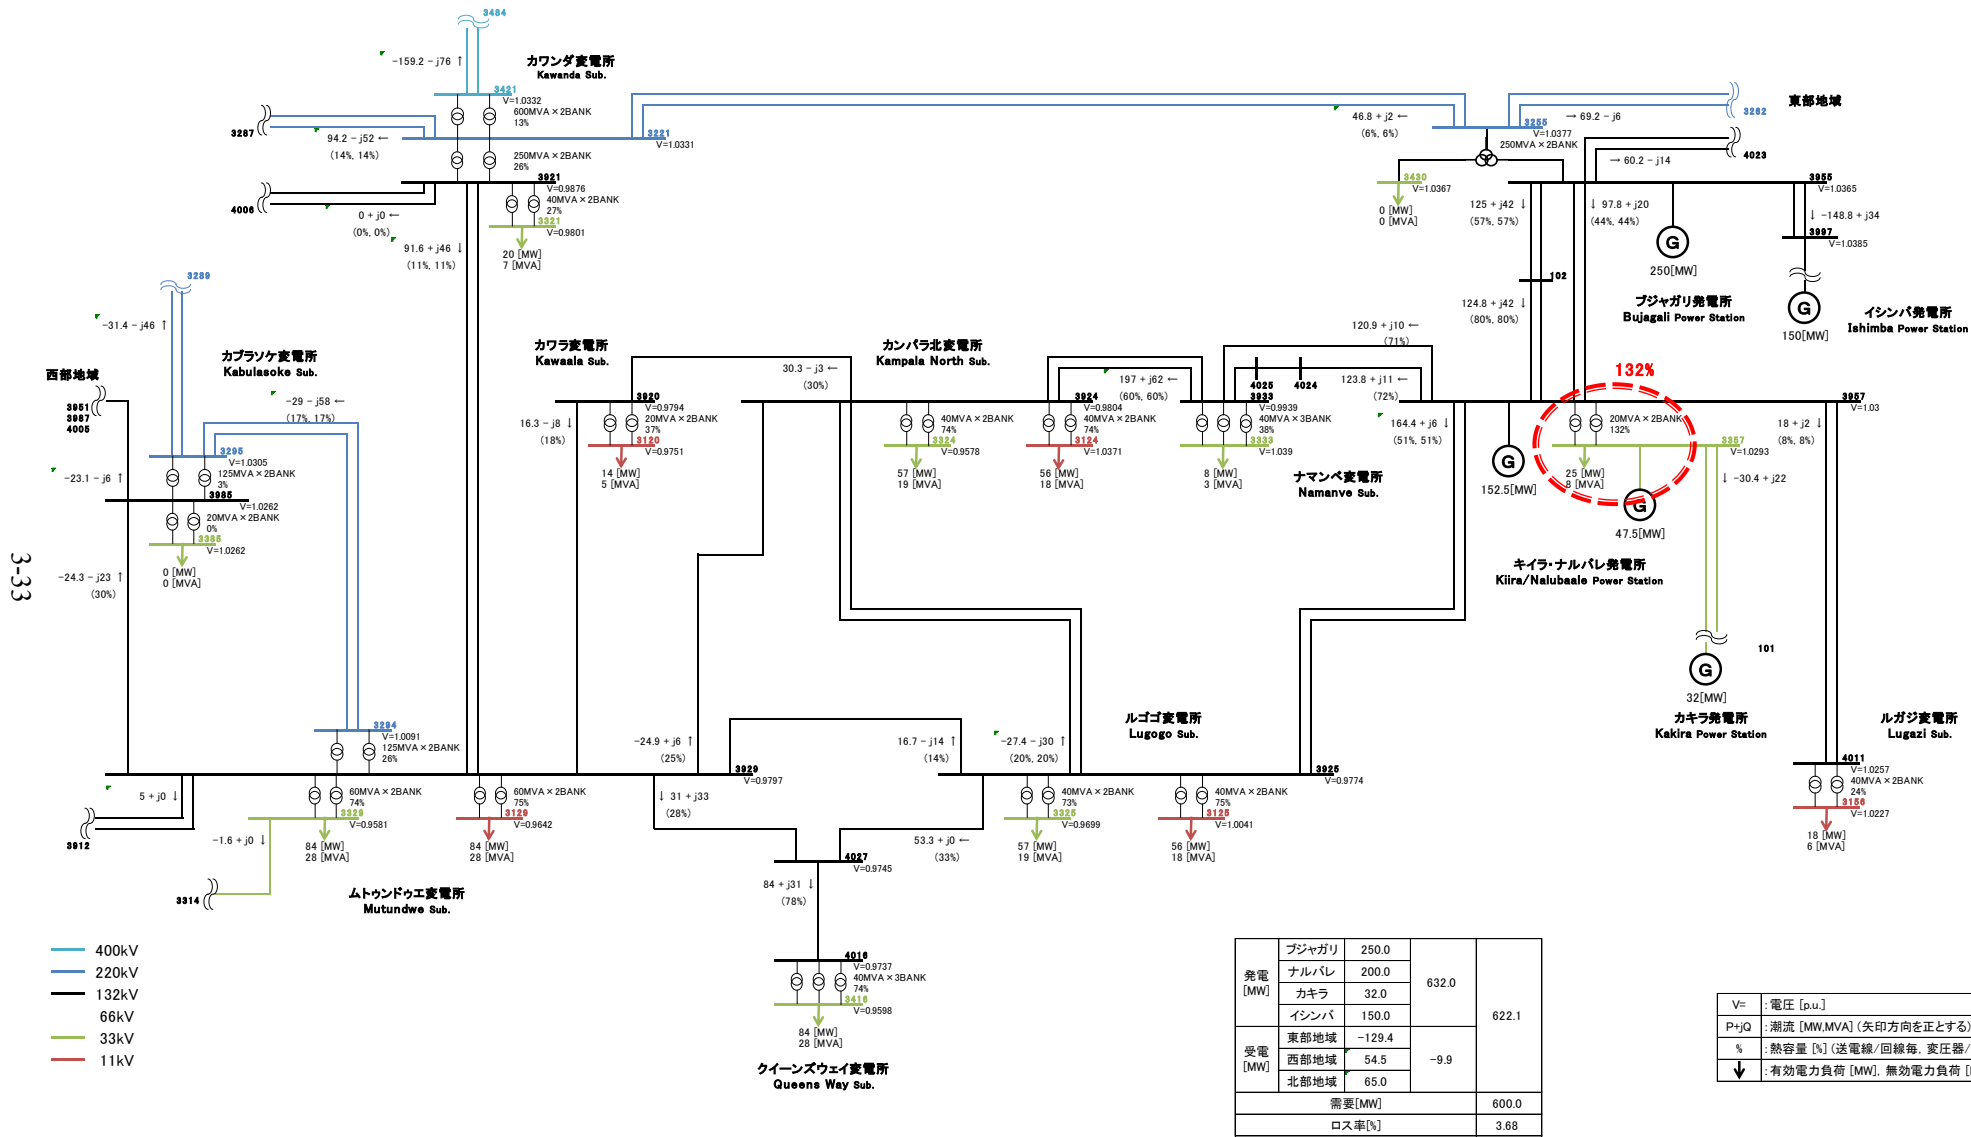 3484
-159.2 - j76 ↑
カワンダ変電所
Kawanda Sub.
3421
V=1.0332
600MVA×2BANK
13%
3287
94.2 - j52 ←
(14%, 14%)
3221
V=1.0331
250MVA×2BANK
26%
3921
V=0.9876
40MVA×2BANK
27%
3321
V=0.9801
20 [MW]
7 [MVA]
4006
0 + j0 ←
(0%, 0%)
91.6 + j46 ↓
(11%, 11%)
46.8 + j2 ←
(6%, 6%)
3255
V=1.0377
250MVA×2BANK
→ 69.2 - j6
3262
東部地域
4023
→ 60.2 - j14
3430
V=1.0367
0 [MW]
0 [MVA]
3955
V=1.0365
125 + j42 ↓
(57%, 57%)
↓ 97.8 + j20
(44%, 44%)
↓ -148.8 + j34
3997
V=1.0385
G
250[MW]
ブジャガリ発電所
Bujagali Power Station
G
150[MW]
イシンバ発電所
Ishimba Power Station
102
124.8 + j42 ↓
(80%, 80%)
3289
-31.4 - j46 ↑
カブラソケ変電所
Kabulasoke Sub.
西部地域
3951
3987
4005
-29 - j58 ←
(17%, 17%)
3295
V=1.0305
125MVA×2BANK
3%
-23.1 - j6 ↑
3985
V=1.0262
20MVA×2BANK
0%
3385
V=1.0262
0 [MW]
0 [MVA]
-24.3 - j23 ↑
(30%)
カワラ変電所
Kawaala Sub.
30.3 - j3 ←
(30%)
16.3 - j8 ↓
(18%)
3920
V=0.9794
20MVA×2BANK
37%
3120
V=0.9751
14 [MW]
5 [MVA]
カンパラ北変電所
Kampala North Sub.
3924
V=0.9804
40MVA×2BANK
74%
3324
V=0.9578
57 [MW]
19 [MVA]
40MVA×2BANK
74%
3124
V=1.0371
56 [MW]
18 [MVA]
197 + j62 ←
(60%, 60%)
4025
4024
120.9 + j10 ←
(71%)
123.8 + j11 ←
(72%)
3933
V=0.9939
40MVA×3BANK
38%
3333
V=1.039
8 [MW]
3 [MVA]
ナマンベ変電所
Namanve Sub.
164.4 + j6 ↓
(51%, 51%)
G
152.5[MW]
132%
3957
V=1.03
20MVA×2BANK
132%
3357
V=1.0293
25 [MW]
8 [MVA]
G
47.5[MW]
18 + j2 ↓
(8%, 8%)
↓ -30.4 + j22
キイラ・ナルバレ発電所
Kiira/Nalubaale Power Station
101
G
32[MW]
カキラ発電所
Kakira Power Station
ルガジ変電所
Lugazi Sub.
4011
V=1.0257
40MVA×2BANK
24%
3156
V=1.0227
18 [MW]
6 [MVA]
3294
V=1.0091
125MVA×2BANK
26%
3929
V=0.9797
-24.9 + j6 ↑
(25%)
16.7 - j14 ↑
(14%)
-27.4 - j30 ↑
(20%, 20%)
ルゴゴ変電所
Lugogo Sub.
3925
V=0.9774
5 + j0 ↓
3912
60MVA×2BANK
74%
3329
V=0.9581
84 [MW]
28 [MVA]
60MVA×2BANK
75%
3129
V=0.9642
84 [MW]
28 [MVA]
-1.6 + j0 ↓
3314
ムトゥンドゥエ変電所
Mutundwe Sub.
↓ 31 + j33
(28%)
53.3 + j0 ←
(33%)
40MVA×2BANK
73%
3325
V=0.9699
57 [MW]
19 [MVA]
40MVA×2BANK
75%
3125
V=1.0041
56 [MW]
18 [MVA]
4027
V=0.9745
84 + j31 ↓
(78%)
4016
V=0.9737
40MVA×3BANK
74%
3416
V=0.9598
84 [MW]
28 [MVA]
クイーンズウェイ変電所
Queens Way Sub.
3-33
400kV
220kV
132kV
66kV
33kV
11kV
発電 [MW] ブジャガリ 250.0 632.0 622.1
ナルバレ 200.0
カキラ 32.0
イシンバ 150.0
受電 [MW] 東部地域 -129.4 -9.9
西部地域 54.5
北部地域 65.0
需要[MW] 600.0
ロス率[%] 3.68
V= : 電圧 [p.u.]
P+jQ : 潮流 [MW,MVA] (矢印方向を正とする)
% : 熱容量 [%] (送電線/回線毎, 変圧器/
↓ : 有効電力負荷 [MW], 無効電力負荷 [